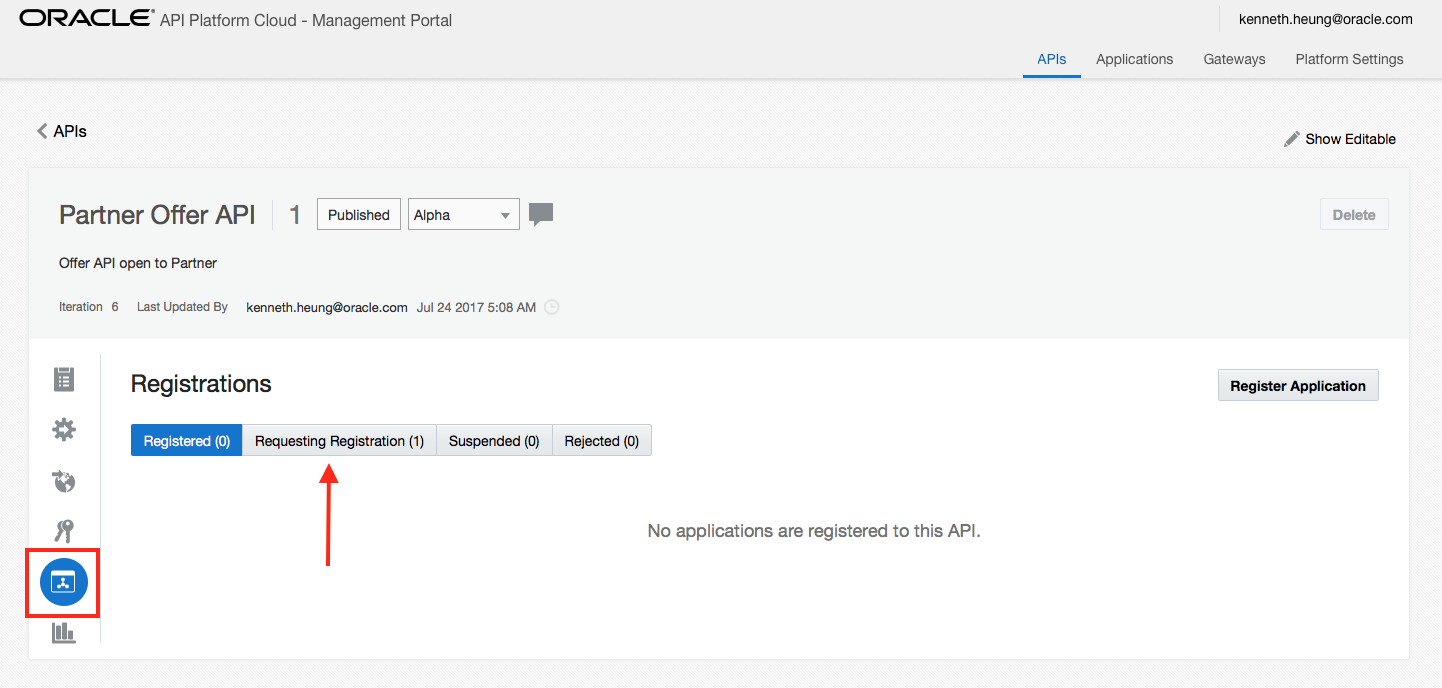 ORACLE® API Platform Cloud - Management Portal
kenneth.heung@oracle.com
APIs Applications Gateways Platform Settings
APIs
Show Editable
Partner Offer API 1 Published Alpha
Delete
Offer API open to Partner
Iteration 6 Last Updated By kenneth.heung@oracle.com Jul 24 2017 5:08 AM
Registrations
Register Application
Registered (0) Requesting Registration (1) Suspended (0) Rejected (0)
No applications are registered to this API.